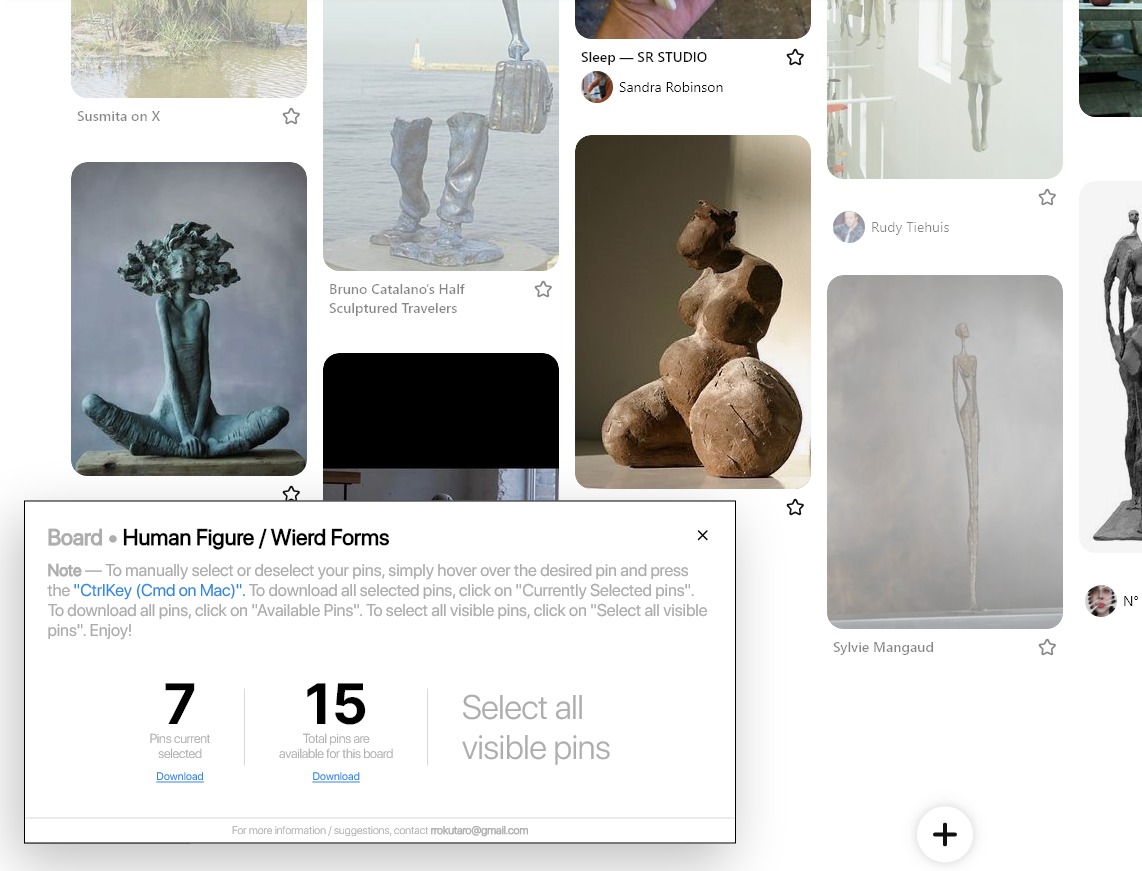 Susmita on X
Bruno Catalano's Half
Sculptured Travelers
Sleep — SR STUDIO
Sandra Robinson
Rudy Tiehuis
Sylvie Mangaud
N°
Board • Human Figure / Wierd Forms
Note — To manually select or deselect your pins, simply hover over the desired pin and press
the "CtrlKey (Cmd on Mac)". To download all selected pins, click on "Currently Selected pins".
To download all pins, click on "Available Pins". To select all visible pins, click on "Select all visible
pins". Enjoy!
7
Pins current
selected
Download
15
Total pins are
available for this board
Download
Select all
visible pins
For more information / suggestions, contact rrokutaro@gmail.com